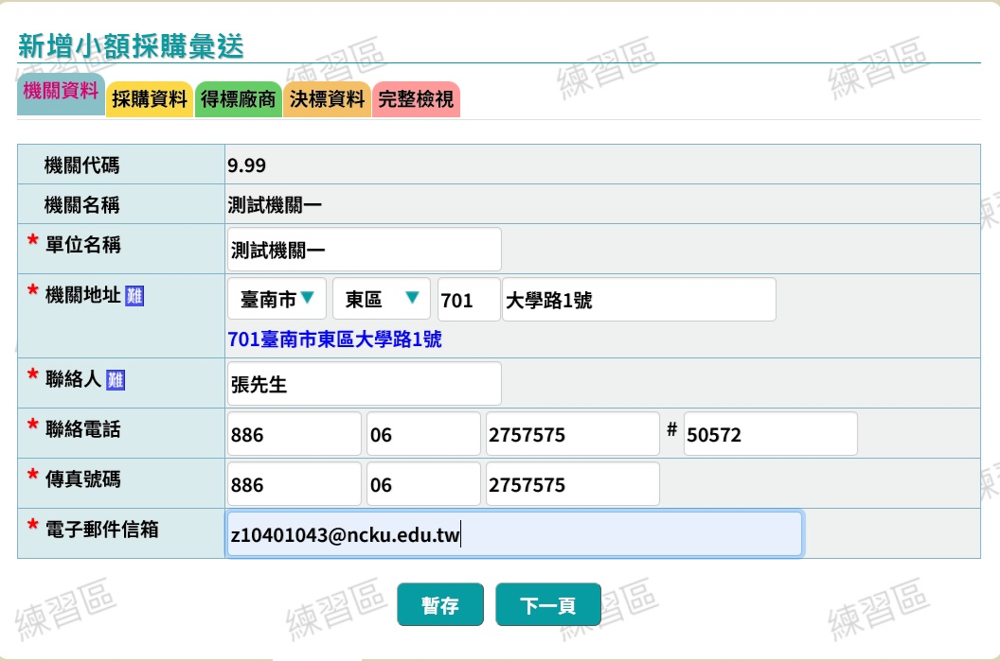 新增小額採購彙送
機關資料 採購資料 得標廠商 決標資料 完整檢視
機關代碼 9.99
機關名稱 測試機關一
* 單位名稱 測試機關一
* 機關地址 難 臺南市 東區 701 大學路1號
701臺南市東區大學路1號
* 聯絡人 難 張先生
* 聯絡電話 886 06 2757575 # 50572
* 傳真號碼 886 06 2757575
* 電子郵件信箱 z10401043@ncku.edu.tw
暫存 下一頁
練習區 練習區 練習區 練習區
練習區 練習區 練習區 練習區